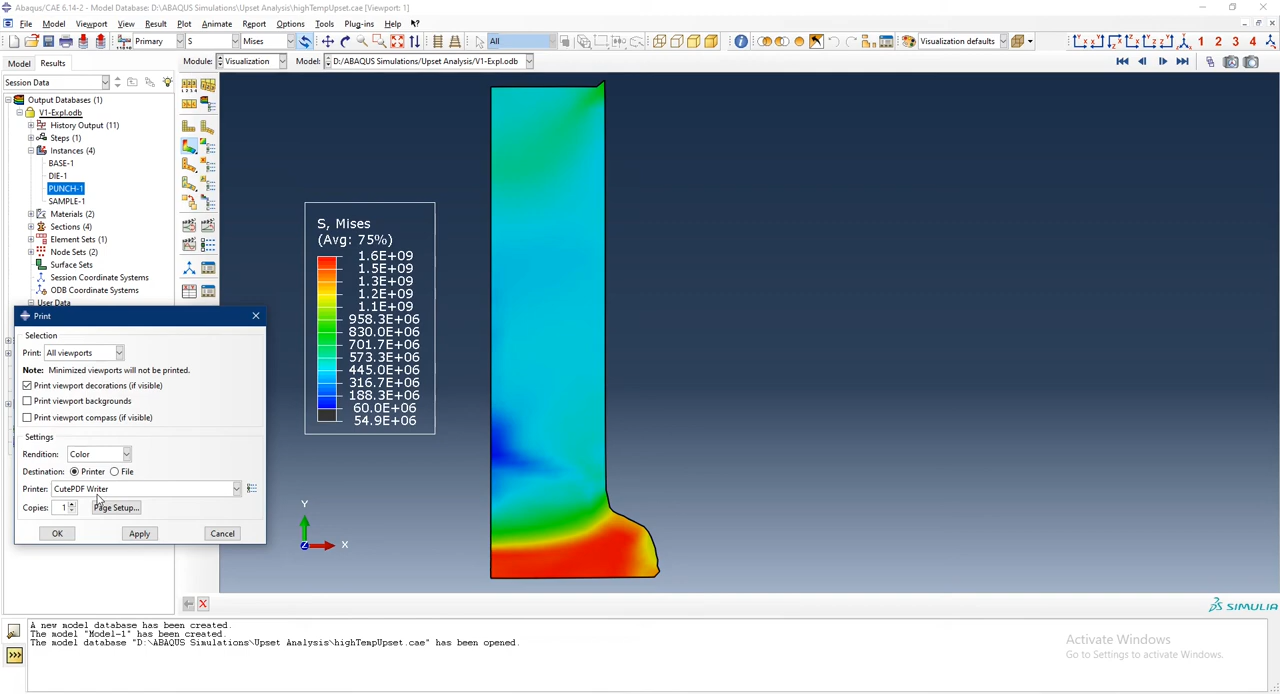 Abaqus/CAE 6.14-2 - Model Database: D:\ABAQUS Simulations\Upset Analysis\highTempUpset.cae [Viewport: 1]
File Model Viewport View Result Plot Animate Report Options Tools Plug-ins Help
Primary S Mises All Visualization defaults 1 2 3 4
Model Results Module: Visualization Model: D:/ABAQUS Simulations/Upset Analysis/V1-Expl.odb
Session Data
Output Databases (1)
V1-Expl.odb
History Output (11)
Steps (1)
Instances (4)
BASE-1
DIE-1
PUNCH-1
SAMPLE-1
Materials (2)
Sections (4)
Element Sets (1)
Node Sets (2)
Surface Sets
Session Coordinate Systems
ODB Coordinate Systems
User Data
Print
Selection
Print: All viewports
Note: Minimized viewports will not be printed.
Print viewport decorations (if visible)
Print viewport backgrounds
Print viewport compass (if visible)
Settings
Rendition: Color
Destination: Printer File
Printer: CutePDF Writer
Copies: 1 Page Setup...
OK Apply Cancel
S, Mises
(Avg: 75%)
1.6E+09
1.5E+09
1.3E+09
1.2E+09
1.1E+09
958.3E+06
830.0E+06
701.7E+06
573.3E+06
445.0E+06
316.7E+06
188.3E+06
60.0E+06
54.9E+06
Y
Z X
SIMULIA
A new model database has been created.
The model "Model-1" has been created.
The model database "D:\ABAQUS Simulations\Upset Analysis\highTempUpset.cae" has been opened.
Activate Windows
Go to Settings to activate Windows.